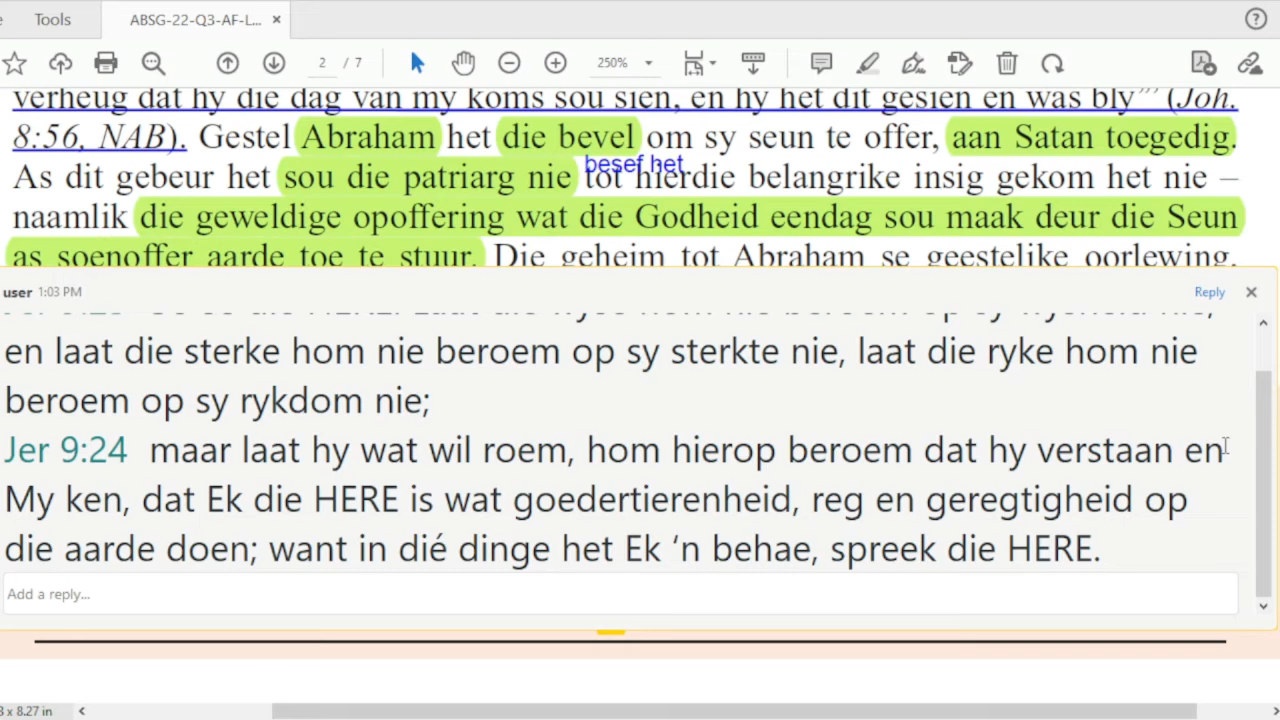 Tools
ABSG-22-Q3-AF-L... ×
2 / 7
250%
verheug dat hy die dag van my koms sou sien, en hy het dit gesien en was bly”’ (Joh.
8:56, NAB). Gestel Abraham het die bevel om sy seun te offer, aan Satan toegedig.
besef het
As dit gebeur het sou die patriarg nie tot hierdie belangrike insig gekom het nie –
naamlik die geweldige opoffering wat die Godheid eendag sou maak deur die Seun
as soenoffer aarde toe te stuur. Die geheim tot Abraham se geestelike oorlewing,
user 1:03 PM
Reply
en laat die sterke hom nie beroem op sy sterkte nie, laat die ryke hom nie
beroem op sy rykdom nie;
Jer 9:24 maar laat hy wat wil roem, hom hierop beroem dat hy verstaan en
My ken, dat Ek die HERE is wat goedertierenheid, reg en geregtigheid op
die aarde doen; want in dié dinge het Ek ‘n behae, spreek die HERE.
Add a reply...
x 8.27 in